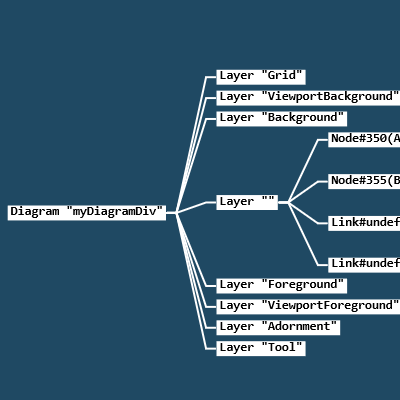 Layer "Grid"
Layer "ViewportBackground"
Layer "Background"
Node#350(A
Node#355(B
Diagram "myDiagramDiv"
Layer ""
Link#undef
Link#undef
Layer "Foreground"
Layer "ViewportForeground"
Layer "Adornment"
Layer "Tool"